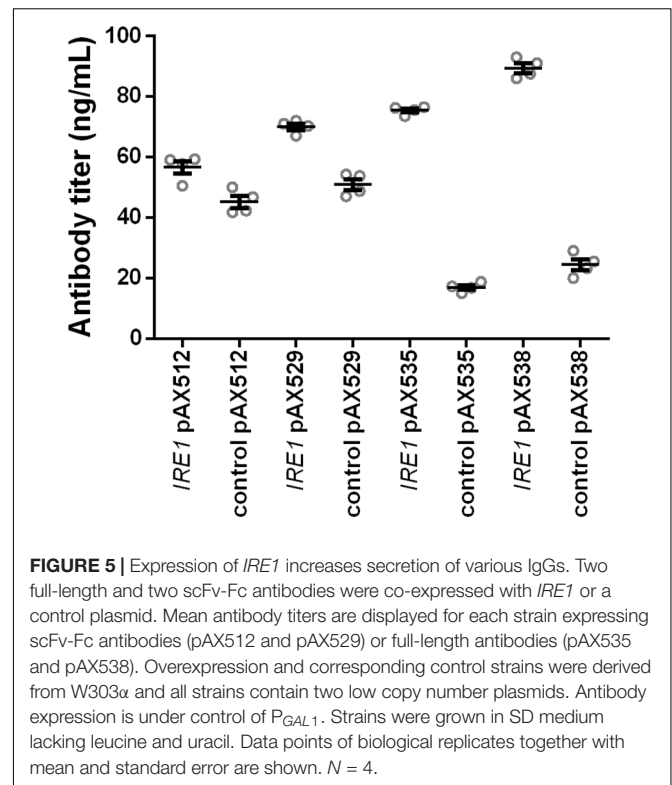 100
80
60
40
20
0
Antibody titer (ng/mL)
IRE1 pAX512
control pAX512
IRE1 pAX529
control pAX529
IRE1 pAX535
control pAX535
IRE1 pAX538
control pAX538
FIGURE 5 | Expression of IRE1 increases secretion of various IgGs. Two
full-length and two scFv-Fc antibodies were co-expressed with IRE1 or a
control plasmid. Mean antibody titers are displayed for each strain expressing
scFv-Fc antibodies (pAX512 and pAX529) or full-length antibodies (pAX535
and pAX538). Overexpression and corresponding control strains were derived
from W303α and all strains contain two low copy number plasmids. Antibody
expression is under control of PGAL1. Strains were grown in SD medium
lacking leucine and uracil. Data points of biological replicates together with
mean and standard error are shown. N = 4.